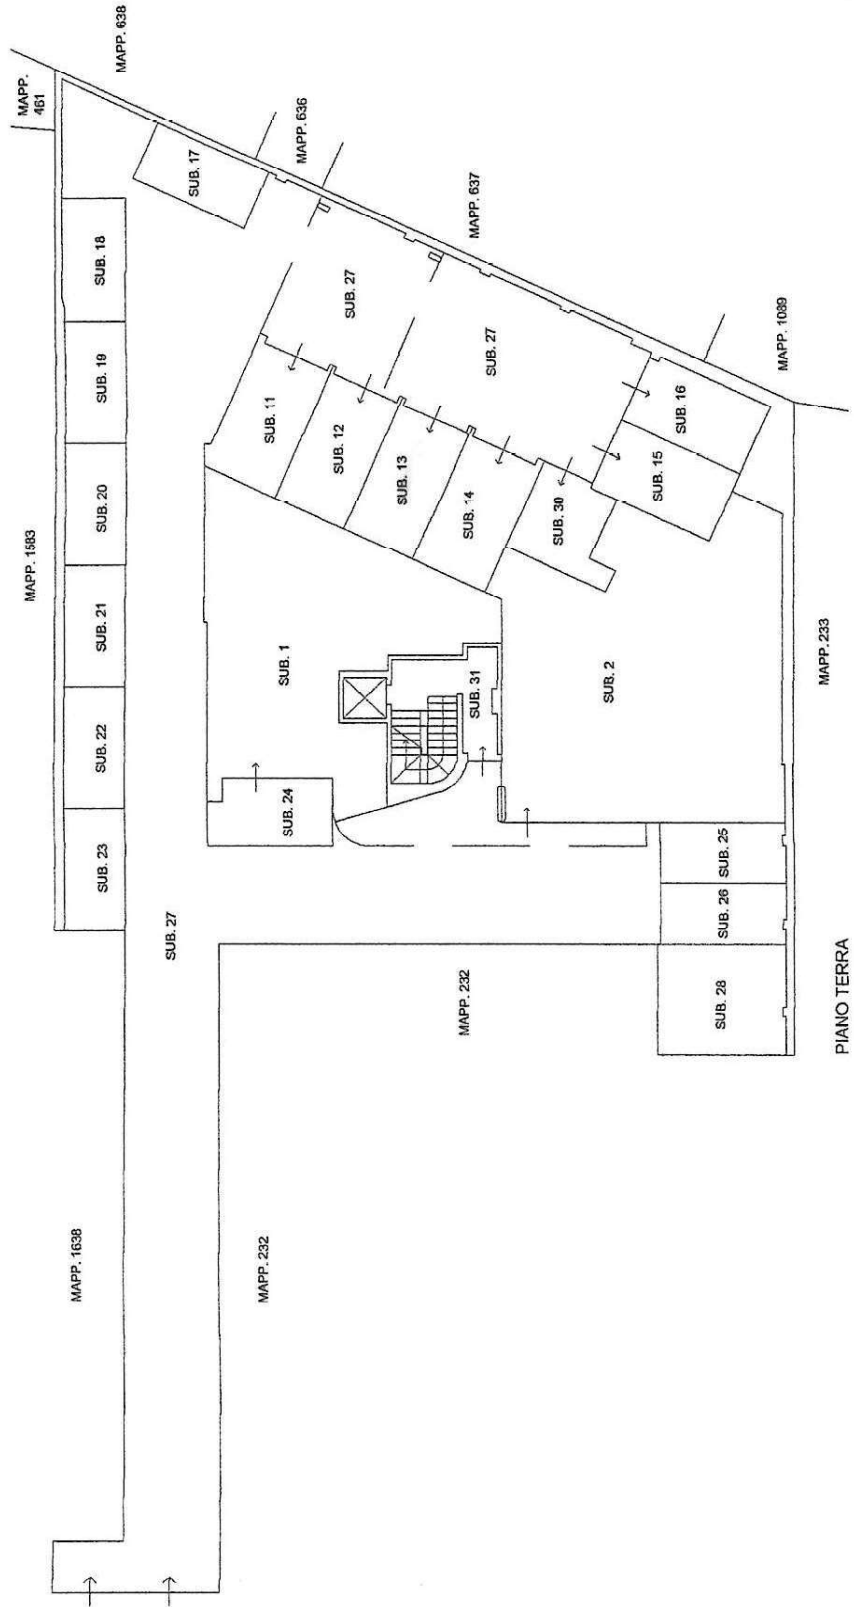 MAPP. 638
MAPP.
461
MAPP. 636
SUB. 17
MAPP. 637
SUB. 18
SUB. 27
SUB. 19
SUB. 27
MAPP. 1089
SUB. 11
SUB. 16
SUB. 12
SUB. 13
SUB. 15
SUB. 20
SUB. 14
SUB. 30
MAPP. 1583
SUB. 21
SUB. 1
SUB. 31
SUB. 2
MAPP. 233
SUB. 22
SUB. 24
SUB. 23
SUB. 25
SUB. 26
SUB. 27
MAPP. 232
SUB. 28
PIANO TERRA
MAPP. 1638
MAPP. 232